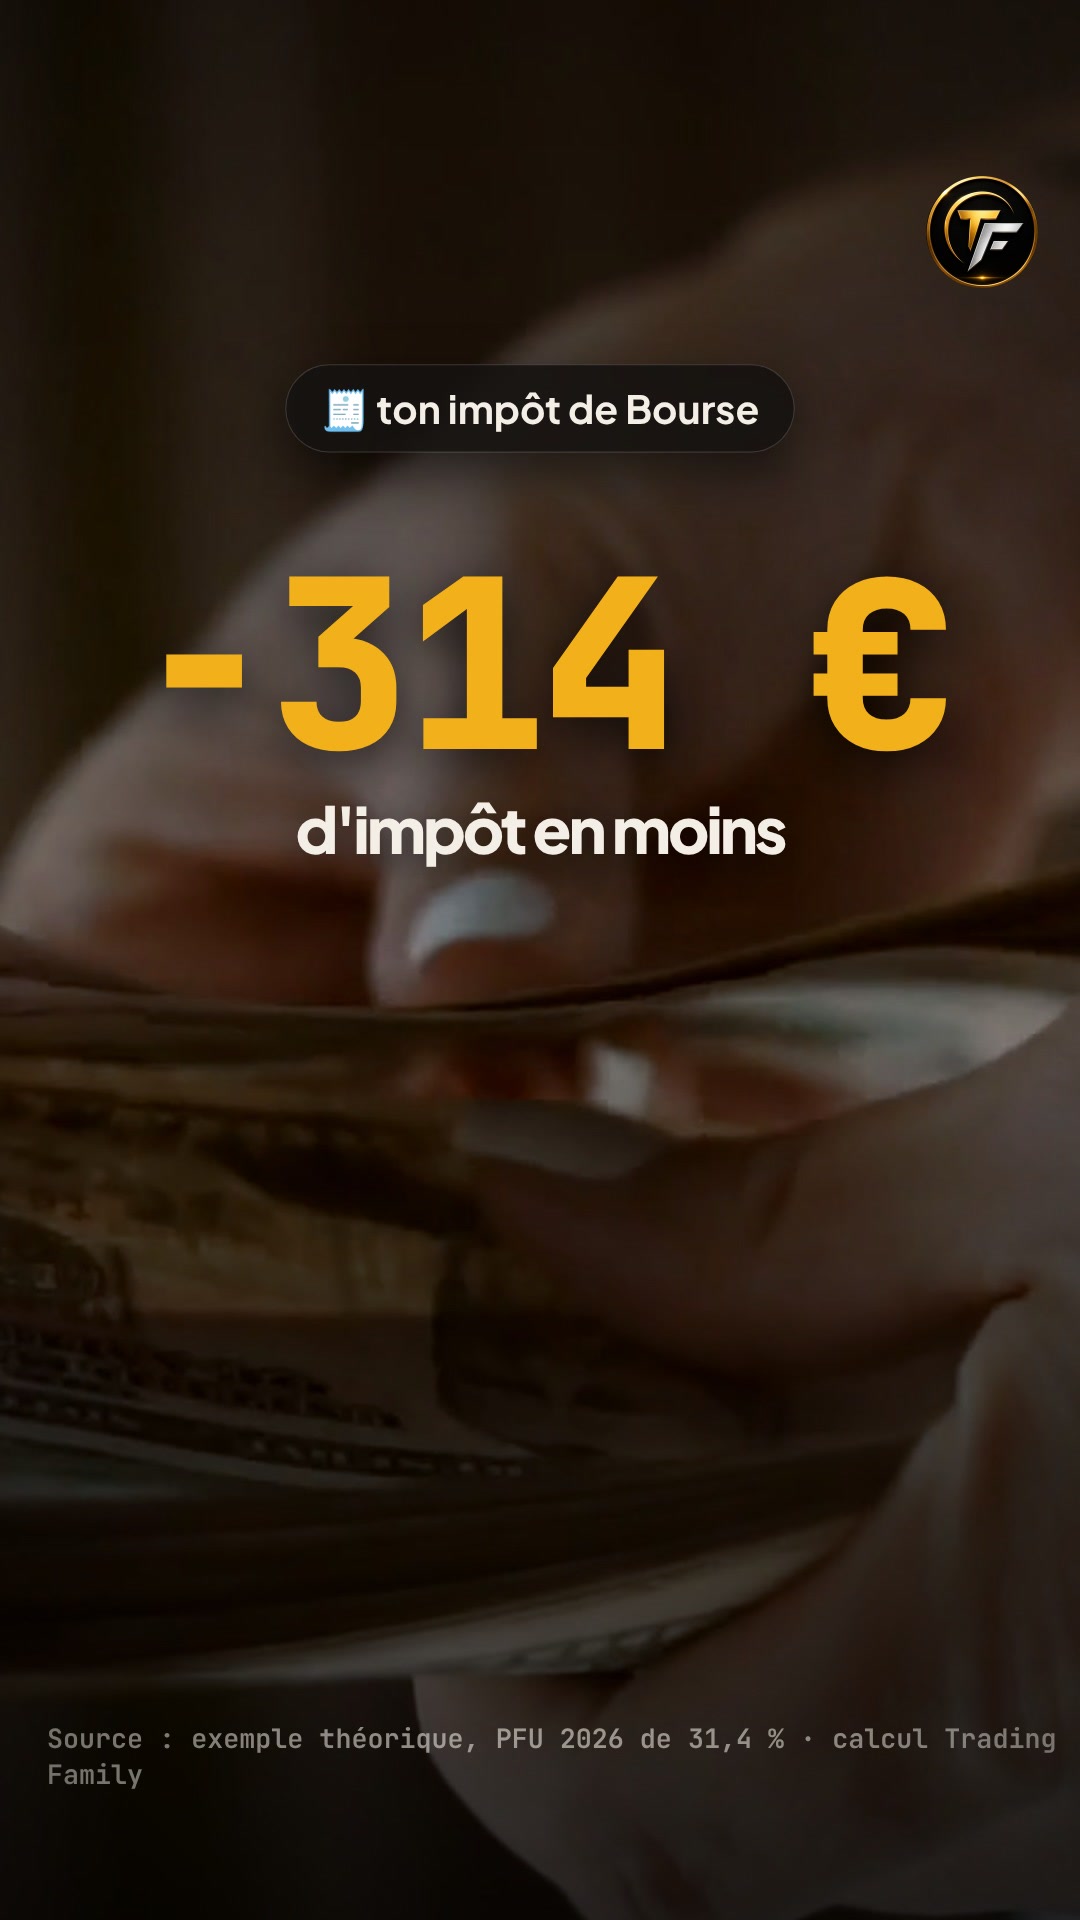 TF
🧾 ton impôt de Bourse
-314 €
d'impôt en moins
Source : exemple théorique, PFU 2026 de 31,4 % · calcul Trading
Family